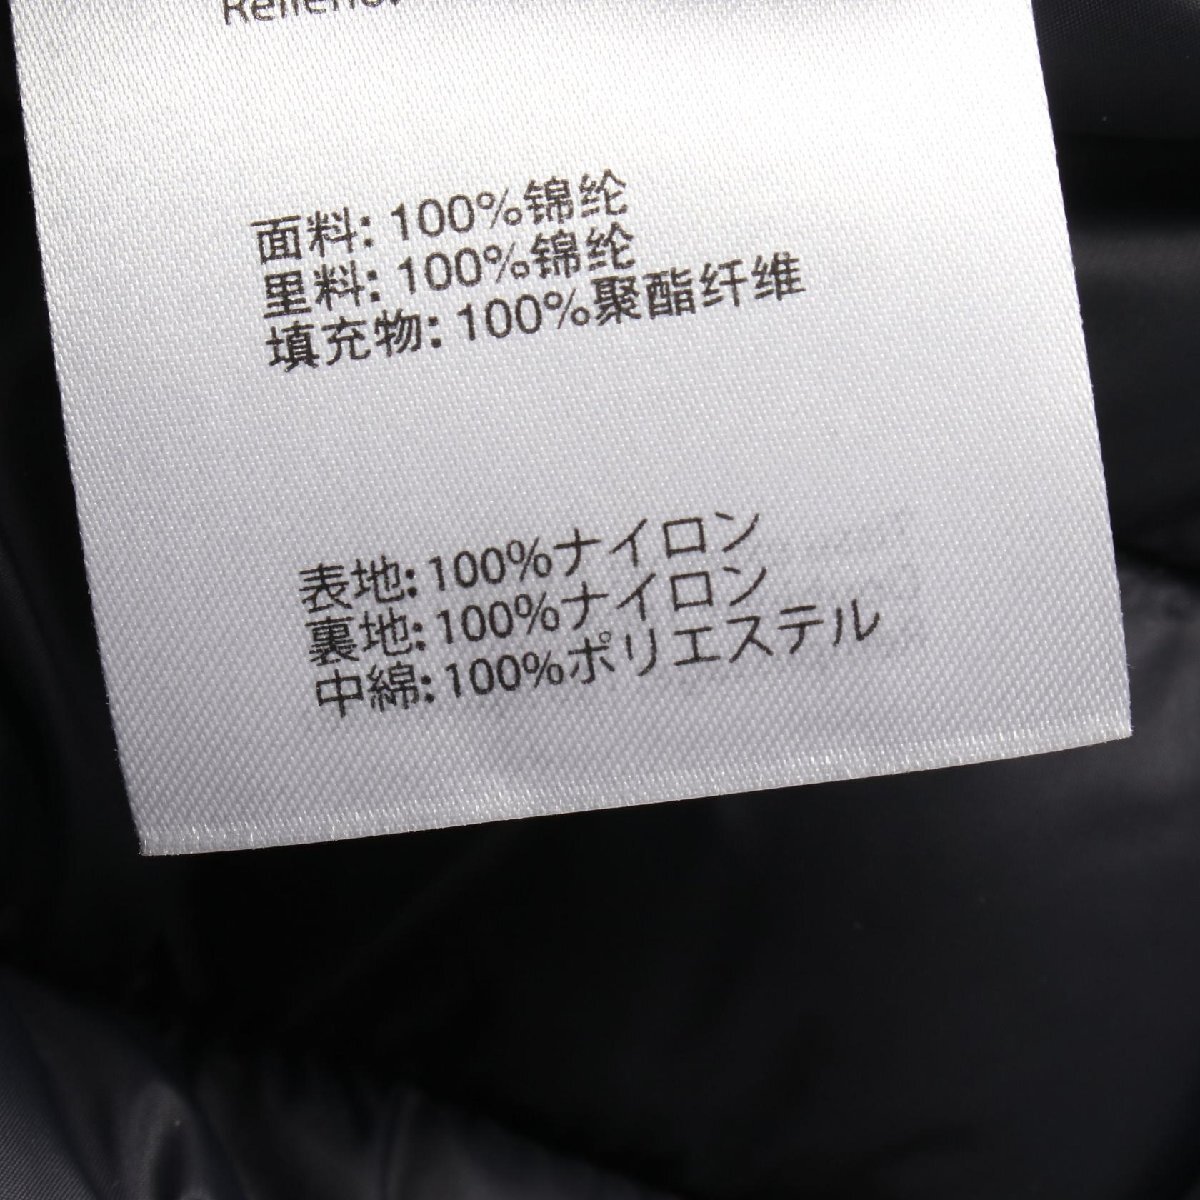 面料: 100%锦纶
里料: 100%锦纶
填充物: 100%聚酯纤维
表地: 100%ナイロン
裏地: 100%ナイロン
中綿: 100%ポリエステル